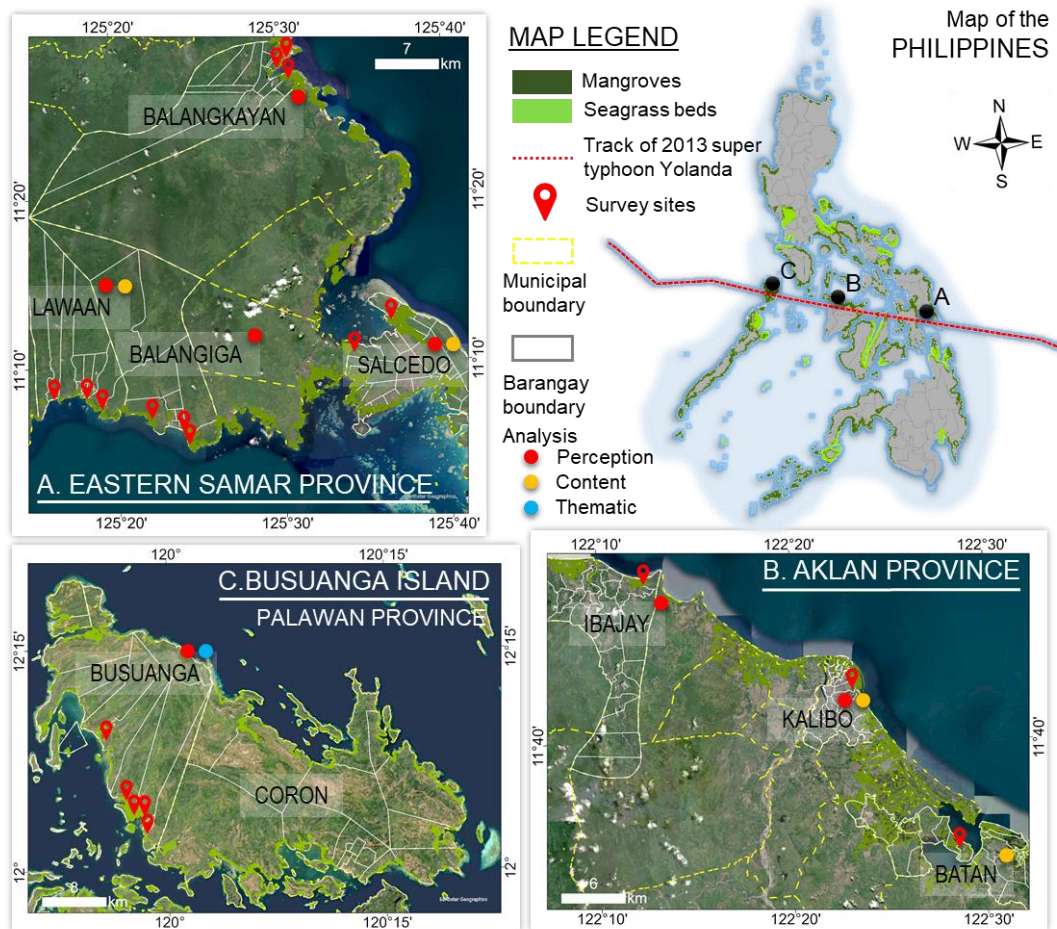 125°20'
125°30'
125°40'
7
km
BALANGKAYAN
11°20'
11°20'
LAWAAN
BALANGIGA
SALCEDO
11°10'
11°10'
A. EASTERN SAMAR PROVINCE
Earthstar Geographics
125°20'
125°30'
125°40'
MAP LEGEND
Mangroves
Seagrass beds
Track of 2013 super
typhoon Yolanda
Survey sites
Municipal
boundary
Barangay
boundary
Analysis
Perception
Content
Thematic
Map of the
PHILIPPINES
N
W
E
S
C
B
A
120°
120°15'
C.BUSUANGA ISLAND
PALAWAN PROVINCE
12°15'
12°15'
BUSUANGA
CORON
12°
12°
8
km
Earthstar Geographics
120°
120°15'
122°10'
122°20'
122°30'
B. AKLAN PROVINCE
IBAJAY
KALIBO
11°40'
11°40'
BATAN
6
km
122°10'
122°20'
122°30'